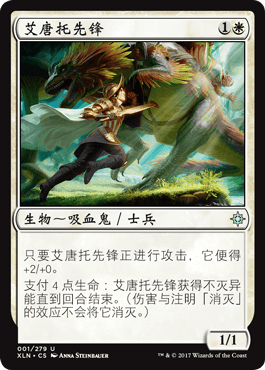 艾唐托先锋 1
生物～吸血鬼 / 士兵
只要艾唐托先锋正进行攻击，它便得
+2/+0。
支付 4 点生命：艾唐托先锋获得不灭异
能直到回合结束。（伤害与注明「消灭」
的效应不会将它消灭。）
1/1
001/279 U
XLN • CS Anna Steinbauer
™ & © 2017 Wizards of the Coast